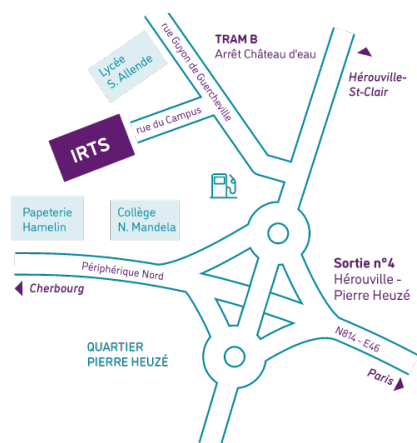 rue Guyon de Guercheville
TRAM B
Arrêt Château d'eau
Lycée
S. Allende
Hérouville-
St-Clair
rue du Campus
IRTS
Papeterie
Hamelin
Collège
N. Mandela
Sortie n°4
Hérouville -
Pierre Heuzé
Périphérique Nord
Cherbourg
N814 - E46
QUARTIER
PIERRE HEUZÉ
Paris